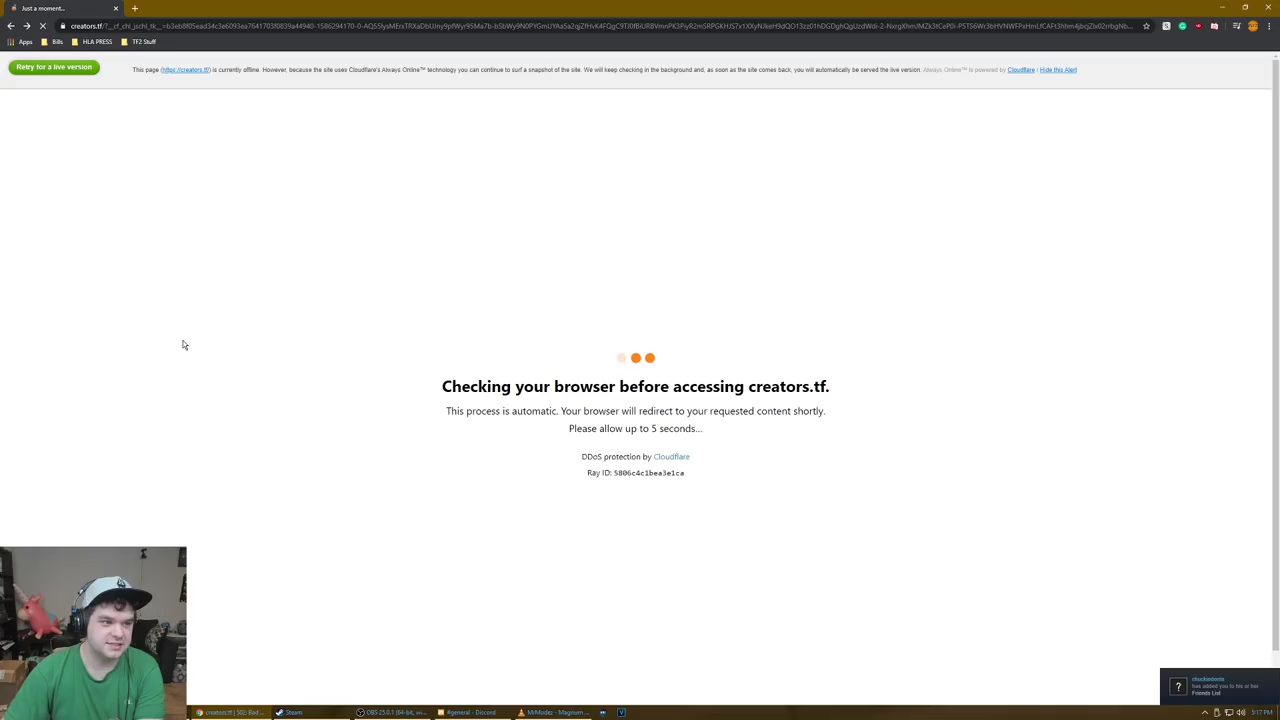 Just a moment...
creators.tf
Apps
Bills
HLA PRESS
TF2 Stuff
Retry for a live version
This page (https://creators.tf/) is currently offline. However, because the site uses Cloudflare's Always Online™ technology you can continue to surf a snapshot of the site. We will keep checking in the background and, as soon as the site comes back, you will automatically be served the live version. Always Online™ is powered by Cloudflare | Hide this Alert
Checking your browser before accessing creators.tf.
This process is automatic. Your browser will redirect to your requested content shortly.
Please allow up to 5 seconds...
DDoS protection by Cloudflare
Ray ID: 5806c4c1bea3e1ca
has added you to his or her
Friends List
creators.tf | 502: Bad ...
Steam
OBS 25.0.1 (64-bit, wi...
#general - Discord
MrModez - Magnum ...
5:17 PM